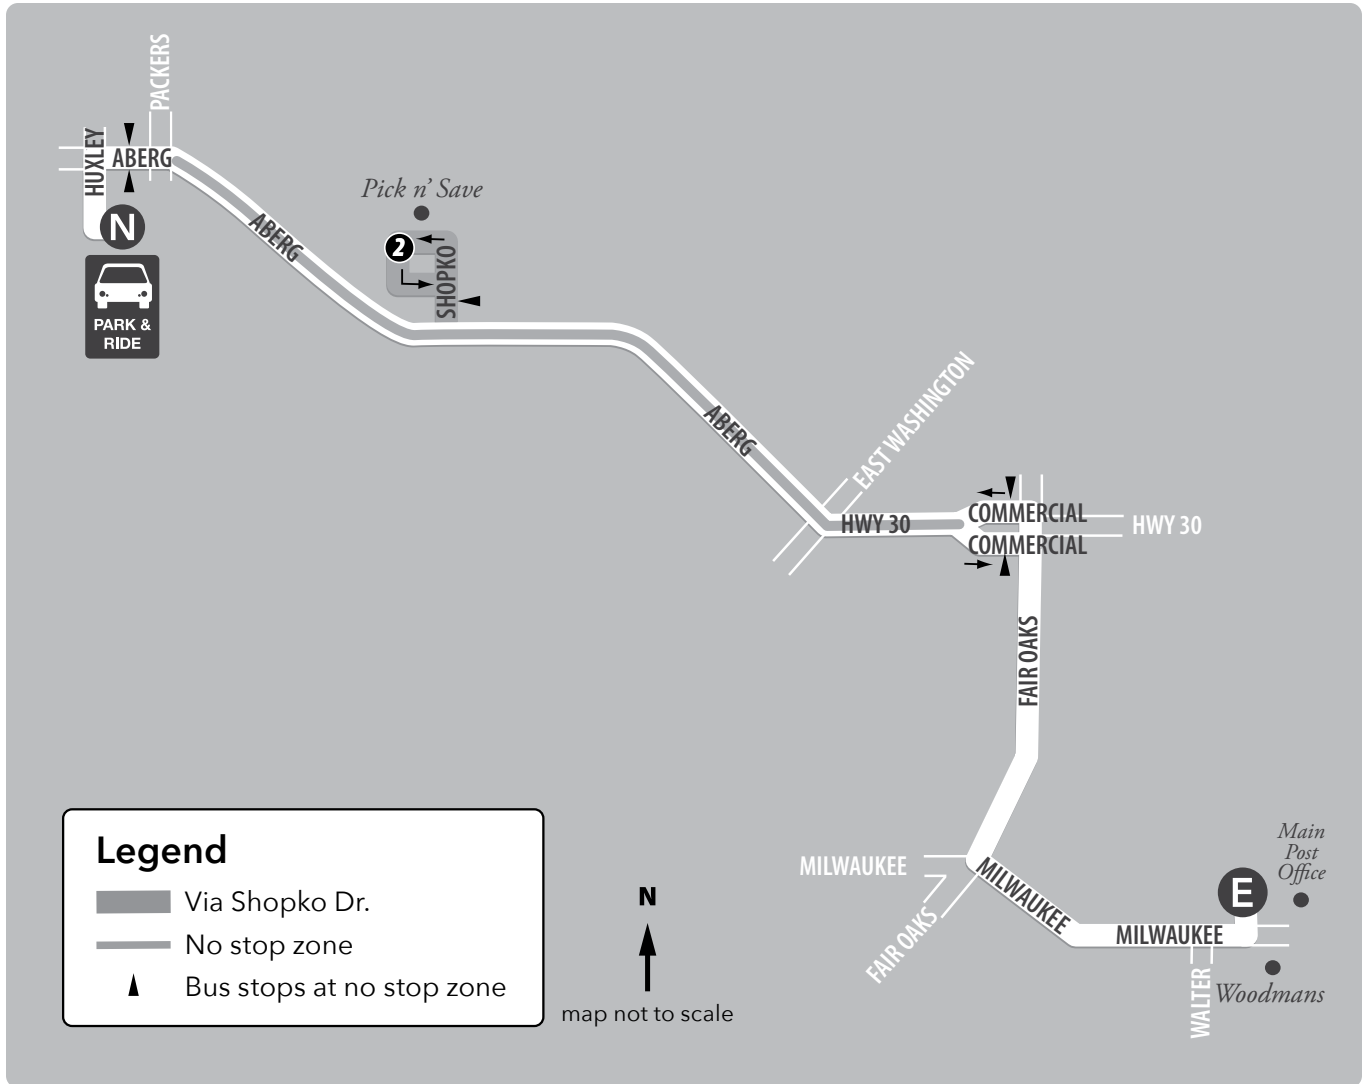 PACKERS
HUXLEY
ABERG
N
PARK &
RIDE
ABERG
Pick n’ Save
2
SHOPKO
ABERG
EAST WASHINGTON
HWY 30
COMMERCIAL
COMMERCIAL
HWY 30
FAIR OAKS
MILWAUKEE
FAIR OAKS
MILWAUKEE
MILWAUKEE
WALTER
E
Main
Post
Office
Woodmans
Legend
Via Shopko Dr.
No stop zone
Bus stops at no stop zone
N
map not to scale